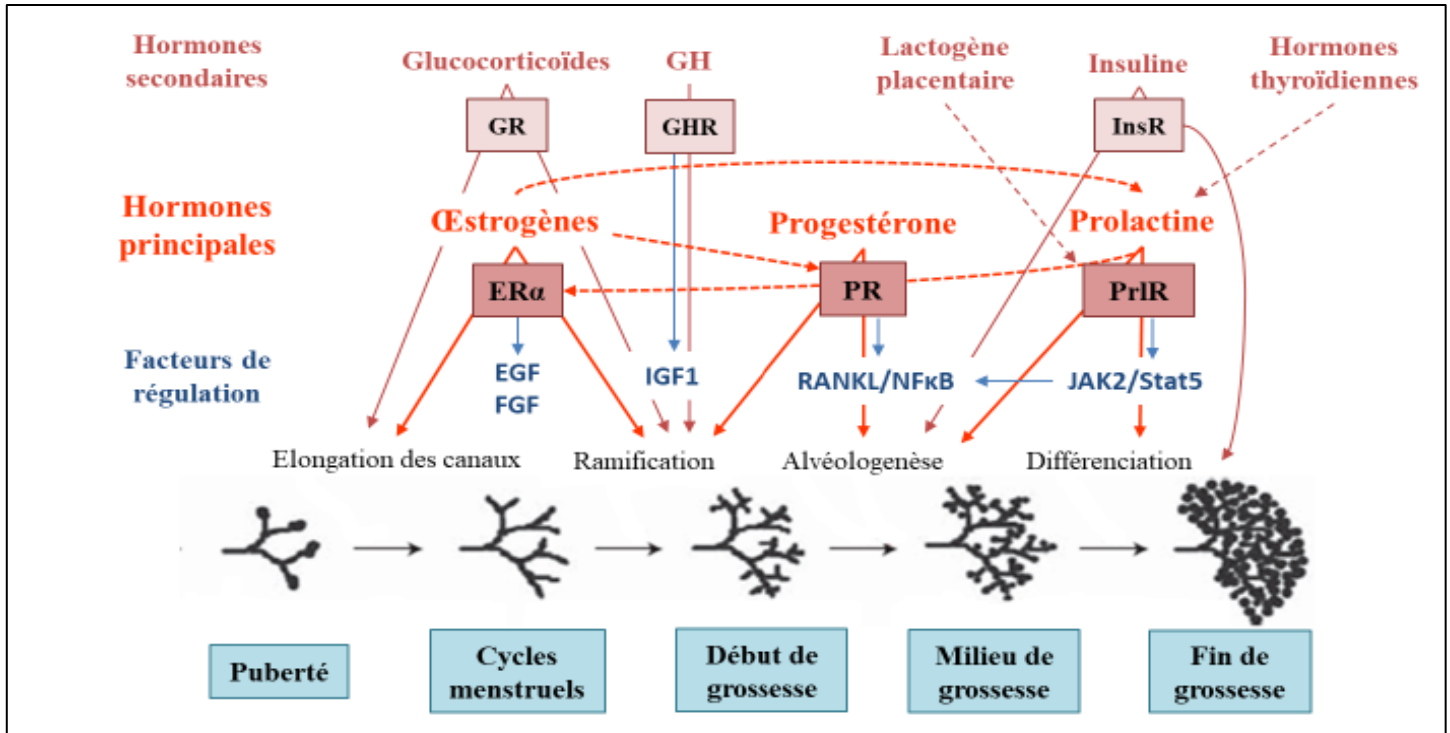 Hormones
secondaires
Glucocorticoïdes
GH
Lactogène
placentaire
Insuline
Hormones
thyroïdiennes
GR
GHR
InsR
Hormones
principales
Œstrogènes
Progestérone
Prolactine
ERα
PR
PrlR
Facteurs de
régulation
EGF
FGF
IGF1
RANKL/NFκB
JAK2/Stat5
Elongation des canaux
Ramification
Alvéologenèse
Différenciation
Puberté
Cycles
menstruels
Début de
grossesse
Milieu de
grossesse
Fin de
grossesse